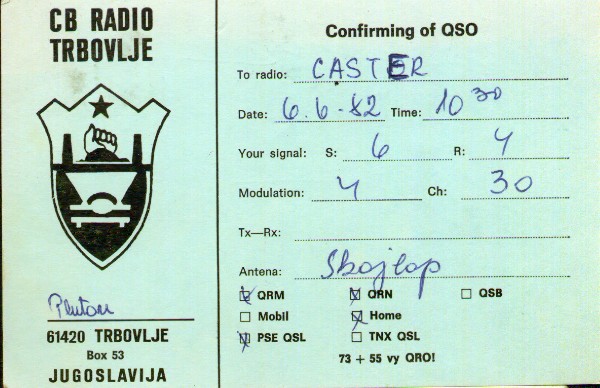 CB RADIO
TRBOVLJE
Pluton
61420 TRBOVLJE
Box 53
JUGOSLAVIJA
Confirming of QSO
To radio: CASTER
Date: 6.6-82 Time: 10 30
Your signal: S: 6 R: 4
Modulation: 4 Ch: 30
Tx—Rx:
Antena: Skajlap
QRM QRN QSB
Mobil Home
PSE QSL TNX QSL
73 + 55 vy QRO!